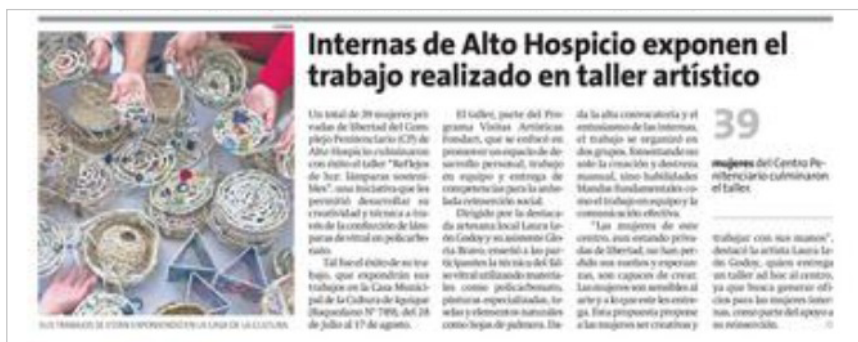 Internas de Alto Hospicio exponen el
trabajo realizado en taller artístico
Un total de 39 mujeres pri-
vadas de libertad del Com-
plejo Penitenciario (CP) de
Alto Hospicio culminaron
con éxito el taller "Reflejos
de luz: lámparas sosteni-
bles", una iniciativa que les
permitió desarrollar su
creatividad y técnica a tra-
vés de la confección de lám-
paras de vitral en policarbo-
nato.
Tal fue el éxito de su tra-
bajo, que expondrán sus
trabajos en la Casa Munici-
pal de la Cultura de Iquique
(Baquedano N° 789), del 28
de julio al 17 de agosto.
El taller, parte del Pro-
grama Visitas Artísticas
Fondart, que se enfocó en
promover un espacio de de-
sarrollo personal, trabajo
en equipo y entrega de
competencias para la anhe-
lada reinserción social.
Dirigido por la destaca-
da artesana local Laura Le-
ón Godoy y su asistente Glo-
ria Bravo, enseñó a las par-
ticipantes la técnica del fal-
so vitral utilizando materia-
les como policarbonato,
pinturas especializadas, te-
selas y elementos naturales
como hojas de palmera. Da-
da la alta convocatoria y el
entusiasmo de las internas,
el trabajo se organizó en
dos grupos, fomentando no
solo la creación y destreza
manual, sino habilidades
blandas fundamentales co-
mo el trabajo en equipo y la
comunicación efectiva.
"Las mujeres de este
centro, aun estando priva-
das de libertad, no han per-
dido sus sueños y esperan-
zas, son capaces de crear.
Las mujeres son sensibles al
arte y a lo que este les entre-
ga. Esta propuesta propone
a las mujeres ser creativas y
trabajar con sus manos",
destacó la artista Laura Le-
ón Godoy, quien entrega
un taller ad hoc al centro,
ya que busca generar ofi-
cios para las mujeres inter-
nas, como parte del apoyo a
su reinserción.
39
mujeres del Centro Pe-
nitenciario culminaron
el taller.
SUS TRABAJOS SE ESTÁN EXPONIENDO EN LA CASA DE LA CULTURA.